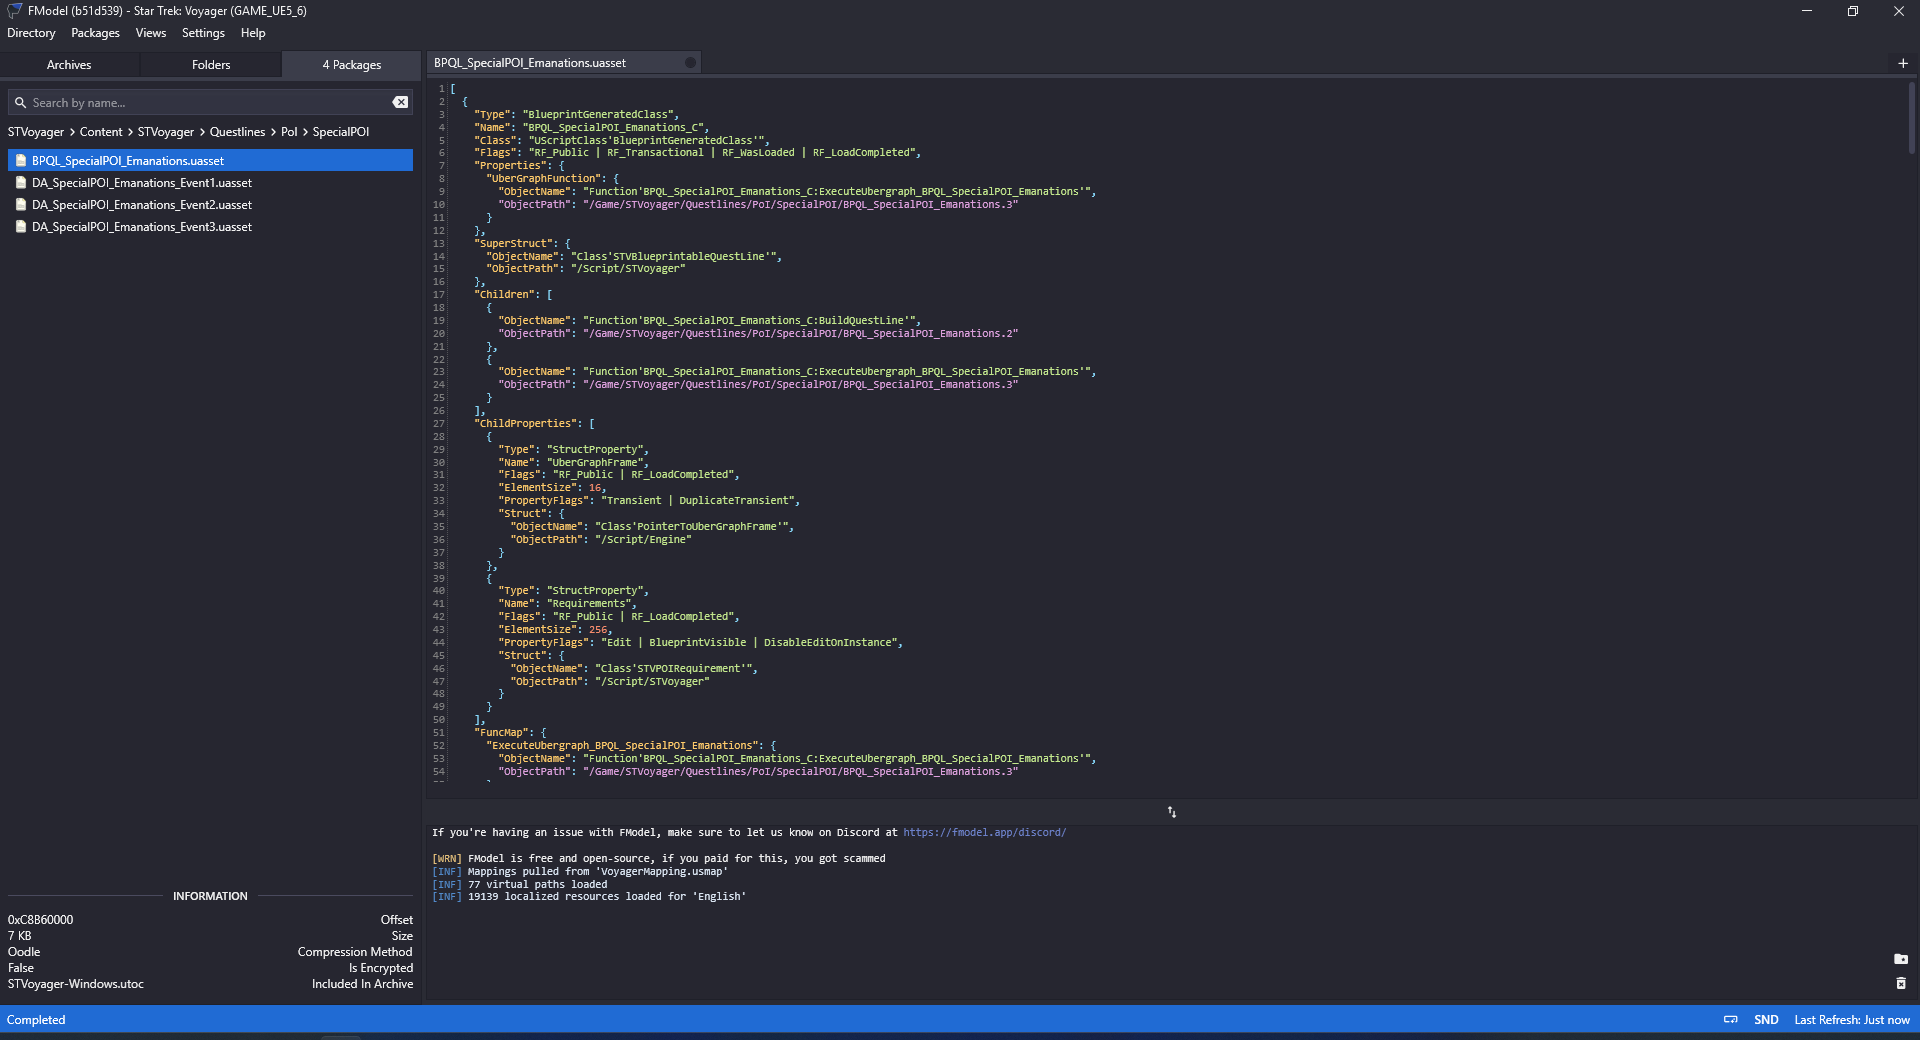 FModel (b51d539) - Star Trek: Voyager (GAME_UE5_6)
Directory Packages Views Settings Help
Archives Folders 4 Packages
Search by name...
STVoyager > Content > STVoyager > Questlines > PoI > SpecialPOI
BPQL_SpecialPOI_Emanations.uasset
DA_SpecialPOI_Emanations_Event1.uasset
DA_SpecialPOI_Emanations_Event2.uasset
DA_SpecialPOI_Emanations_Event3.uasset
INFORMATION
0xC8B60000 Offset
7 KB Size
Oodle Compression Method
False Is Encrypted
STVoyager-Windows.utoc Included In Archive
BPQL_SpecialPOI_Emanations.uasset
+
1 [
2 {
3 "Type": "BlueprintGeneratedClass",
4 "Name": "BPQL_SpecialPOI_Emanations_C",
5 "Class": "UScriptClass'BlueprintGeneratedClass'",
6 "Flags": "RF_Public | RF_Transactional | RF_WasLoaded | RF_LoadCompleted",
7 "Properties": {
8 "UberGraphFunction": {
9 "ObjectName": "Function'BPQL_SpecialPOI_Emanations_C:ExecuteUbergraph_BPQL_SpecialPOI_Emanations'",
10 "ObjectPath": "/Game/STVoyager/Questlines/PoI/SpecialPOI/BPQL_SpecialPOI_Emanations.3"
11 }
12 },
13 "SuperStruct": {
14 "ObjectName": "Class'STVBlueprintableQuestLine'",
15 "ObjectPath": "/Script/STVoyager"
16 },
17 "Children": [
18 {
19 "ObjectName": "Function'BPQL_SpecialPOI_Emanations_C:BuildQuestLine'",
20 "ObjectPath": "/Game/STVoyager/Questlines/PoI/SpecialPOI/BPQL_SpecialPOI_Emanations.2"
21 },
22 {
23 "ObjectName": "Function'BPQL_SpecialPOI_Emanations_C:ExecuteUbergraph_BPQL_SpecialPOI_Emanations'",
24 "ObjectPath": "/Game/STVoyager/Questlines/PoI/SpecialPOI/BPQL_SpecialPOI_Emanations.3"
25 }
26 ],
27 "ChildProperties": [
28 {
29 "Type": "StructProperty",
30 "Name": "UberGraphFrame",
31 "Flags": "RF_Public | RF_LoadCompleted",
32 "ElementSize": 16,
33 "PropertyFlags": "Transient | DuplicateTransient",
34 "Struct": {
35 "ObjectName": "Class'PointerToUberGraphFrame'",
36 "ObjectPath": "/Script/Engine"
37 }
38 },
39 {
40 "Type": "StructProperty",
41 "Name": "Requirements",
42 "Flags": "RF_Public | RF_LoadCompleted",
43 "ElementSize": 256,
44 "PropertyFlags": "Edit | BlueprintVisible | DisableEditOnInstance",
45 "Struct": {
46 "ObjectName": "Class'STVPOIRequirement'",
47 "ObjectPath": "/Script/STVoyager"
48 }
49 }
50 ],
51 "FuncMap": {
52 "ExecuteUbergraph_BPQL_SpecialPOI_Emanations": {
53 "ObjectName": "Function'BPQL_SpecialPOI_Emanations_C:ExecuteUbergraph_BPQL_SpecialPOI_Emanations'",
54 "ObjectPath": "/Game/STVoyager/Questlines/PoI/SpecialPOI/BPQL_SpecialPOI_Emanations.3"
If you're having an issue with FModel, make sure to let us know on Discord at https://fmodel.app/discord/
[WRN] FModel is free and open-source, if you paid for this, you got scammed
[INF] Mappings pulled from 'VoyagerMapping.usmap'
[INF] 77 virtual paths loaded
[INF] 19139 localized resources loaded for 'English'
Completed SND Last Refresh: Just now